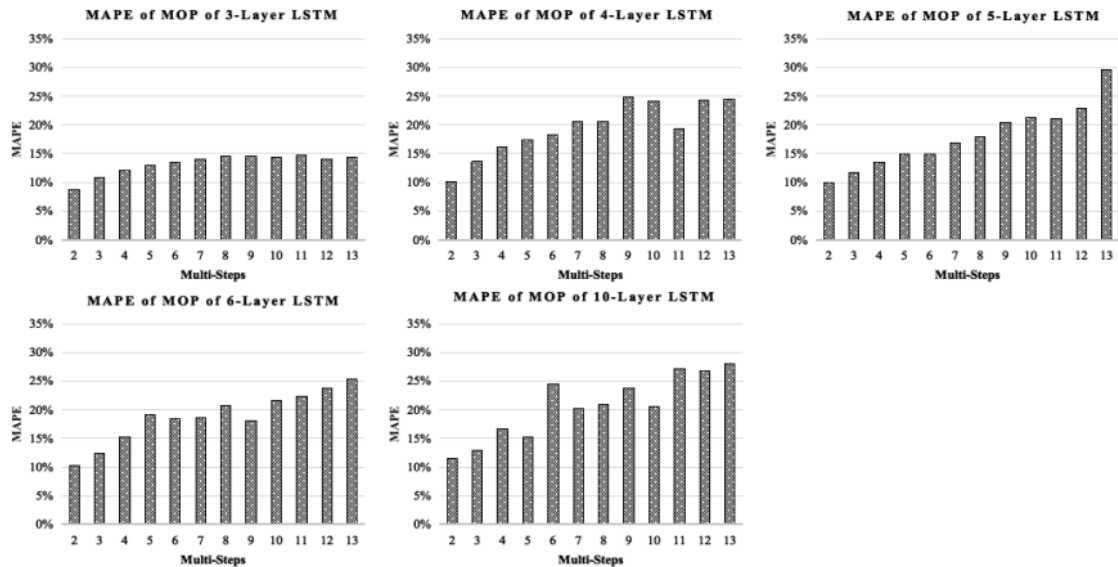 MAPE of MOP of 3-Layer LSTM
35%
30%
25%
20%
15%
10%
5%
0%
MAPE
2 3 4 5 6 7 8 9 10 11 12 13
Multi-Steps
MAPE of MOP of 4-Layer LSTM
35%
30%
25%
20%
15%
10%
5%
0%
MAPE
2 3 4 5 6 7 8 9 10 11 12 13
Multi-Steps
MAPE of MOP of 5-Layer LSTM
35%
30%
25%
20%
15%
10%
5%
0%
MAPE
2 3 4 5 6 7 8 9 10 11 12 13
Multi-Steps
MAPE of MOP of 6-Layer LSTM
35%
30%
25%
20%
15%
10%
5%
0%
MAPE
2 3 4 5 6 7 8 9 10 11 12 13
Multi-Steps
MAPE of MOP of 10-Layer LSTM
35%
30%
25%
20%
15%
10%
5%
0%
MAPE
2 3 4 5 6 7 8 9 10 11 12 13
Multi-Steps